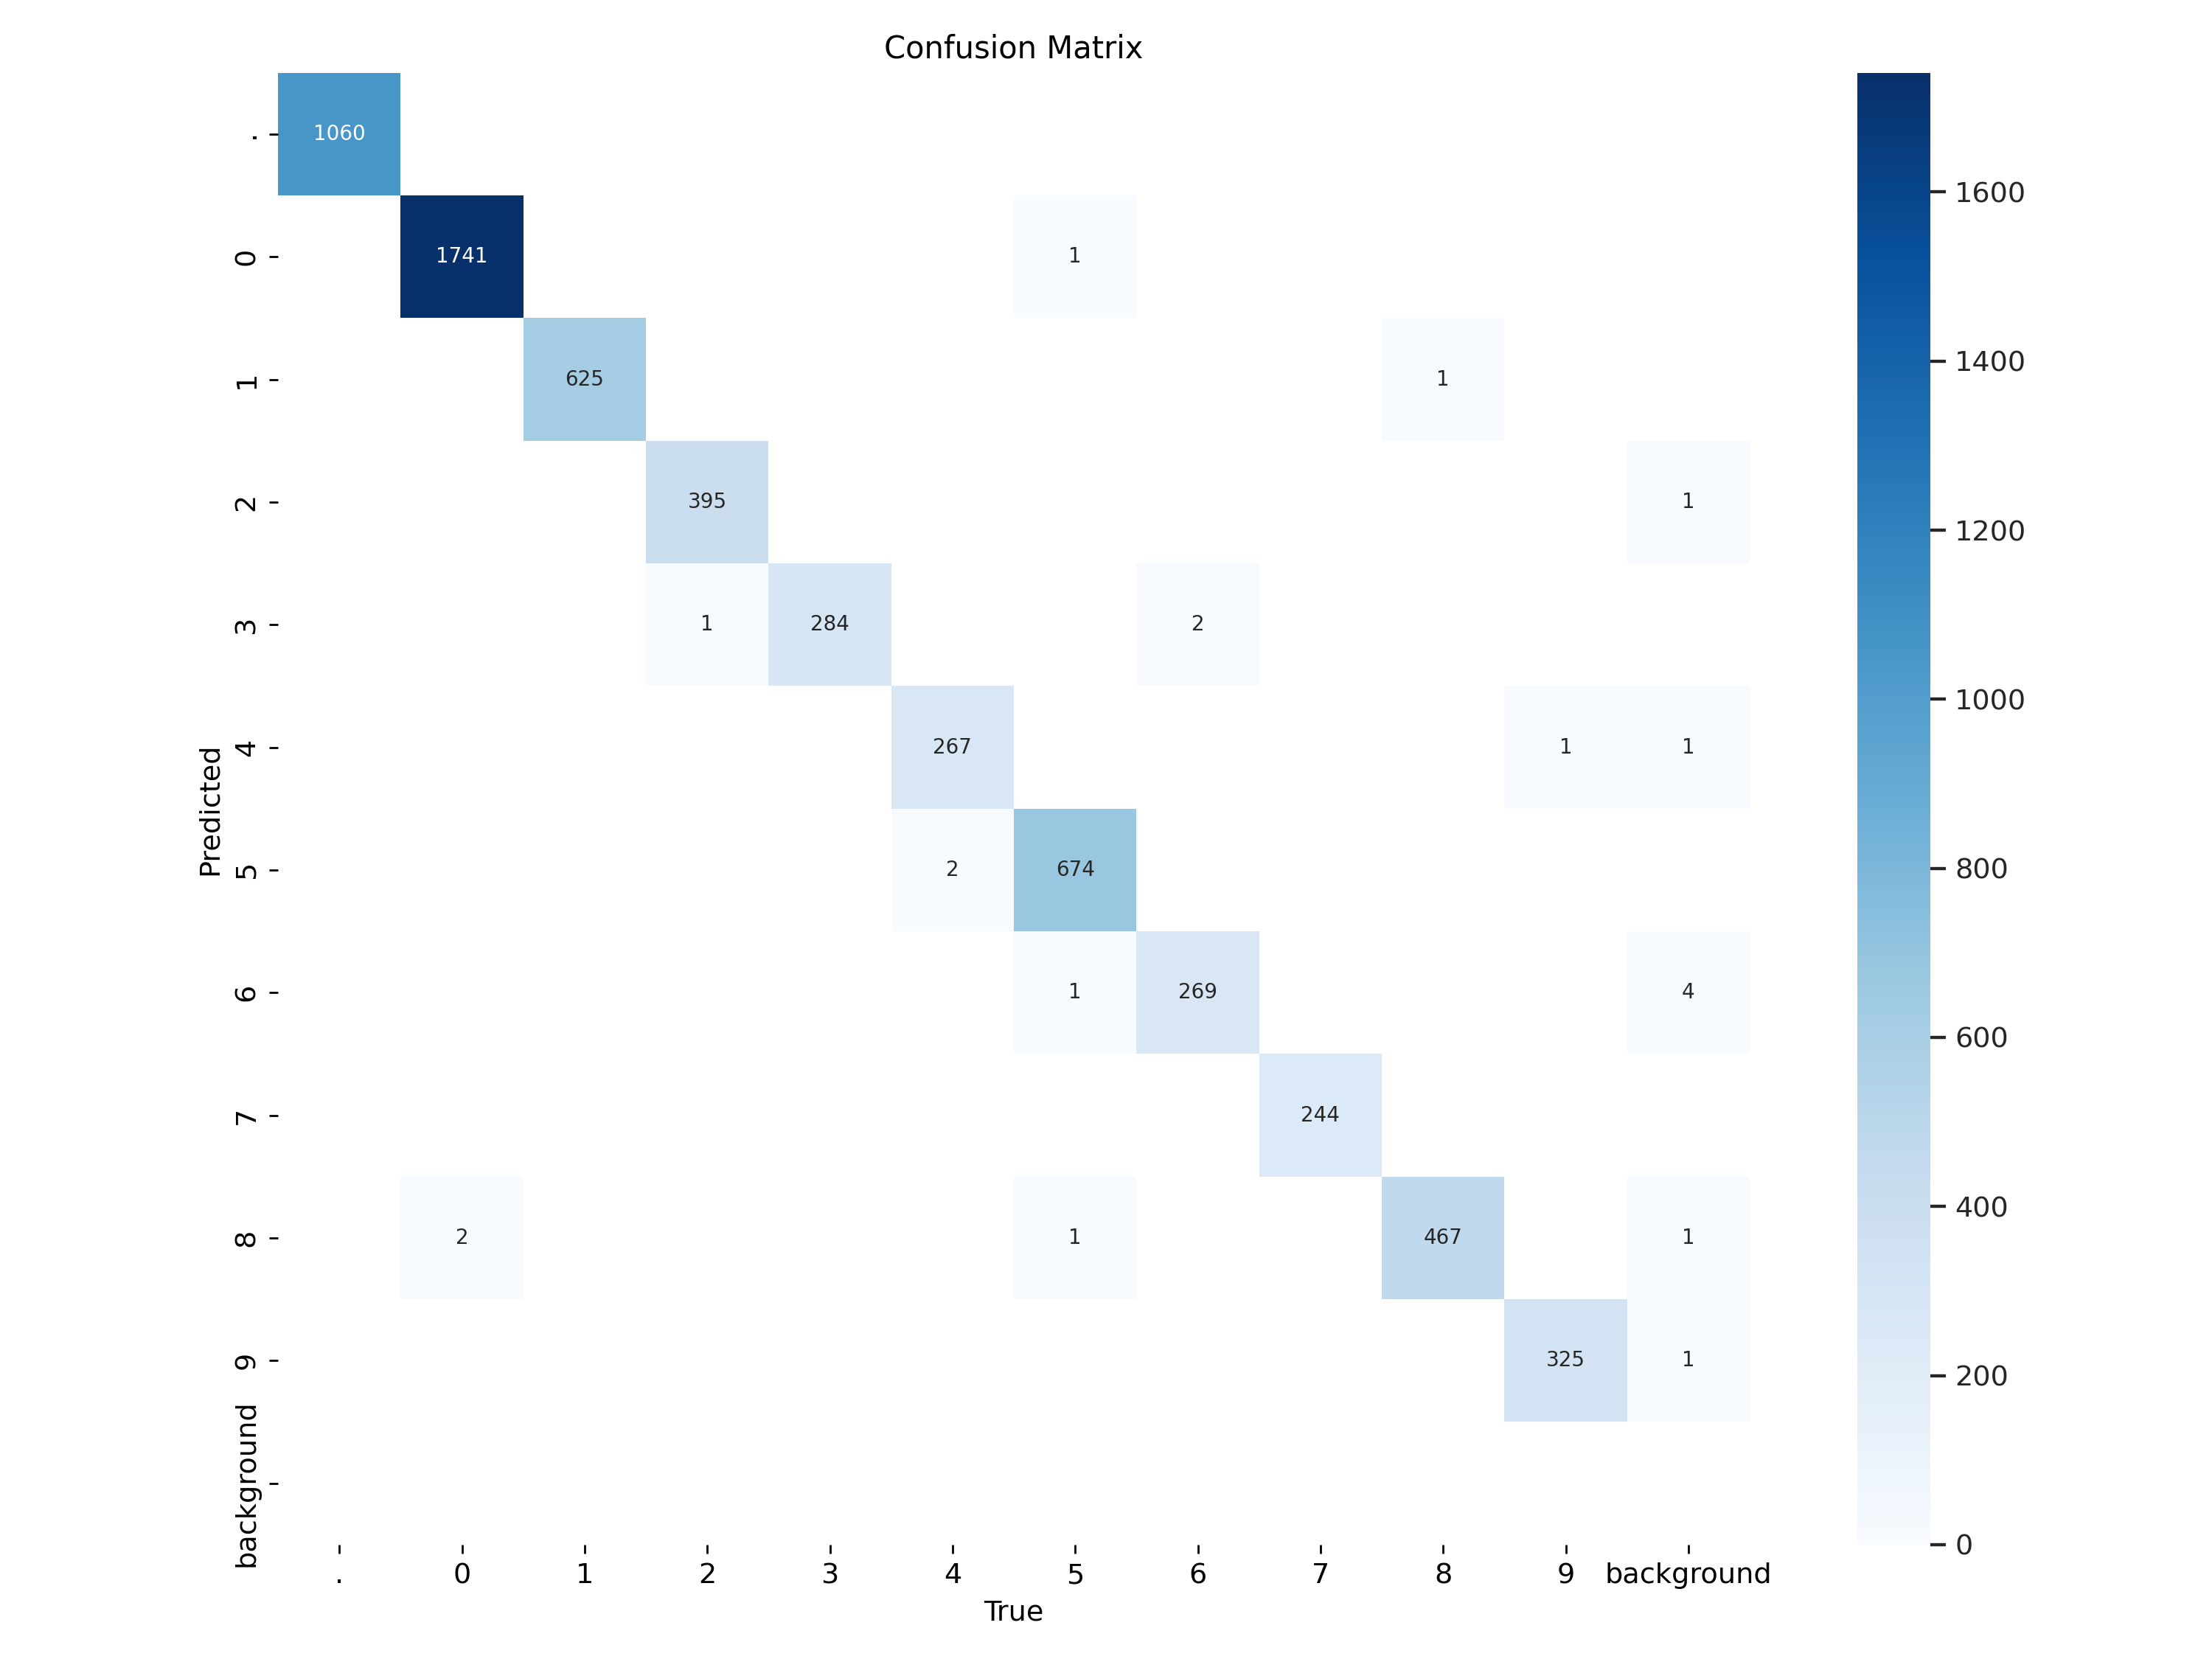 Confusion Matrix
. 1060
0 1741 1
1 625 1
2 395 1
3 1 284 2
4 267 1 1
5 2 674
6 1 269 4
7 244
8 2 1 467 1
9 325 1
background
. 0 1 2 3 4 5 6 7 8 9 background
True
Predicted
1600
1400
1200
1000
800
600
400
200
0